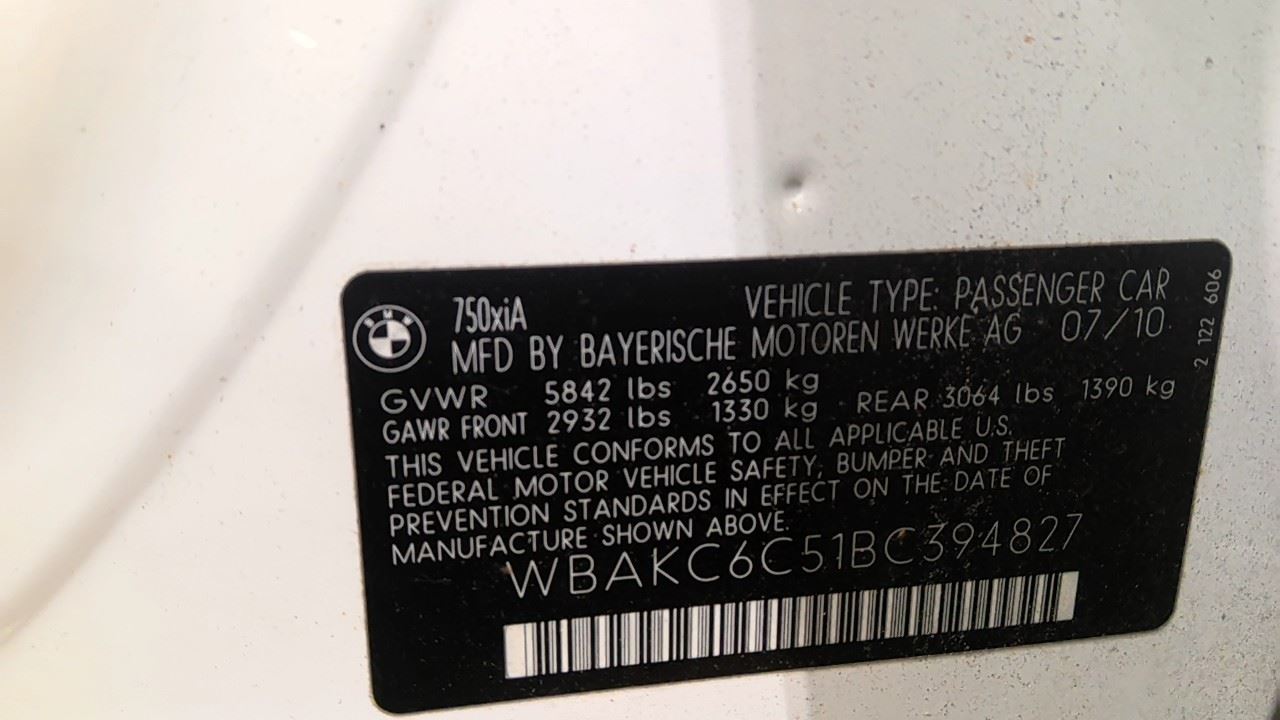 BMW
750xiA VEHICLE TYPE: PASSENGER CAR
MFD BY BAYERISCHE MOTOREN WERKE AG 07/10
GVWR 5842 lbs 2650 kg
GAWR FRONT 2932 lbs 1330 kg - REAR 3064 lbs 1390 kg
THIS VEHICLE CONFORMS TO ALL APPLICABLE U.S.
FEDERAL MOTOR VEHICLE SAFETY, BUMPER AND THEFT
PREVENTION STANDARDS IN EFFECT ON THE DATE OF
MANUFACTURE SHOWN ABOVE.
WBAKC6C51BC394827
2 122 606